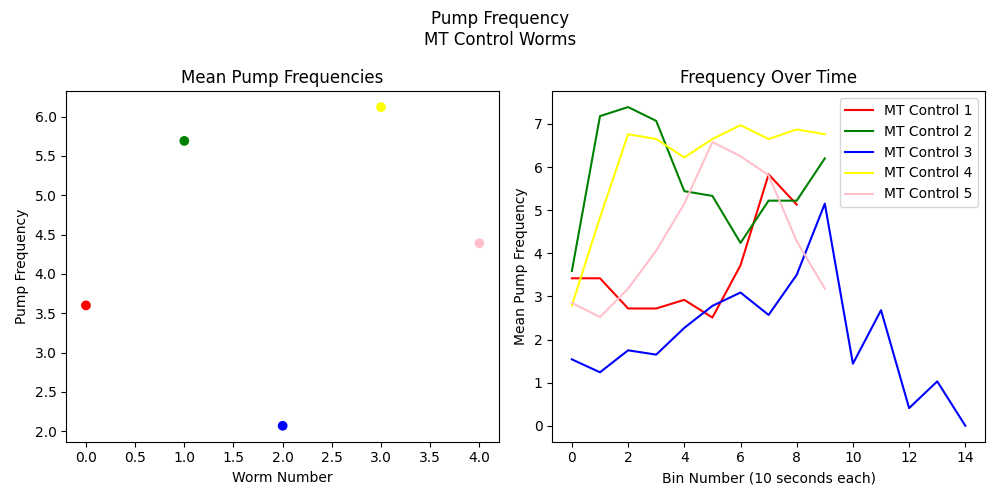 Pump Frequency
MT Control Worms
Mean Pump Frequencies
Pump Frequency
6.0
5.5
5.0
4.5
4.0
3.5
3.0
2.5
2.0
0.0 0.5 1.0 1.5 2.0 2.5 3.0 3.5 4.0
Worm Number
Frequency Over Time
Mean Pump Frequency
7
6
5
4
3
2
1
0
MT Control 1
MT Control 2
MT Control 3
MT Control 4
MT Control 5
0 2 4 6 8 10 12 14
Bin Number (10 seconds each)